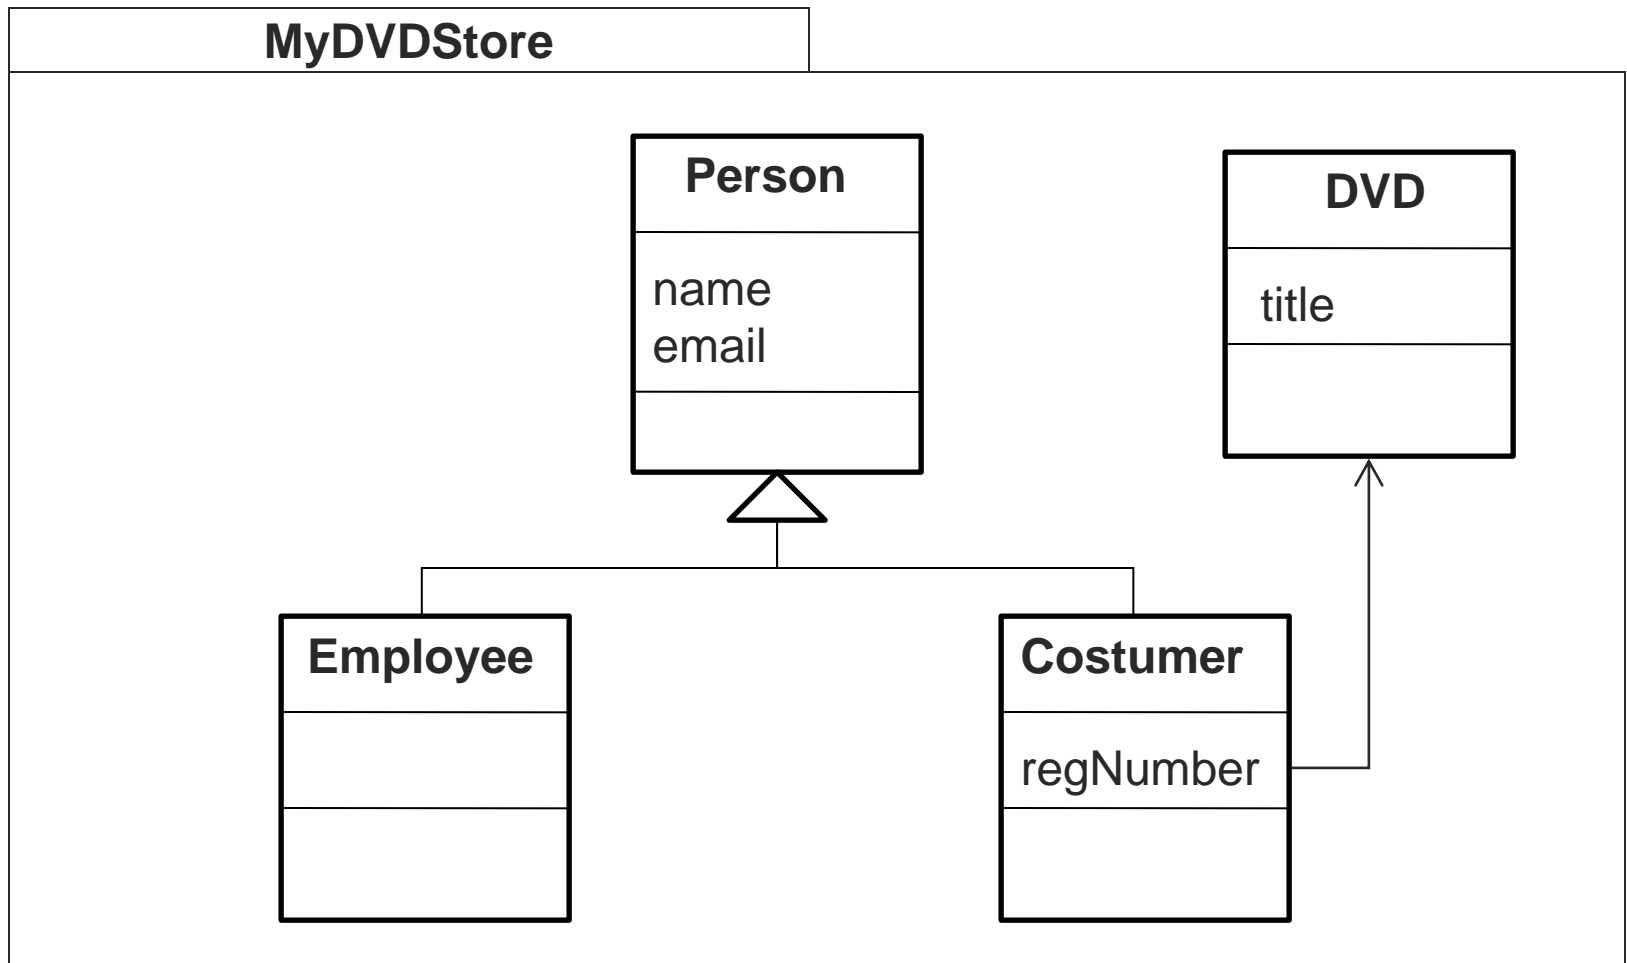 MyDVDStore
Person
name
email
DVD
title
Employee
Costumer
regNumber